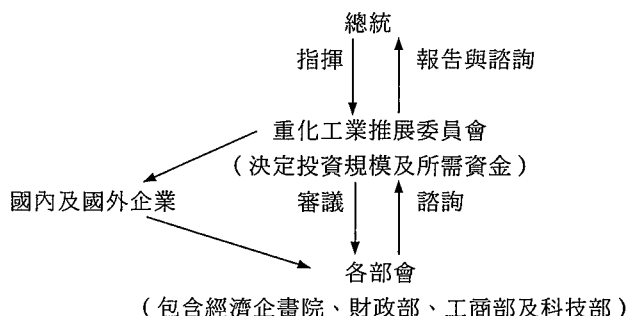 總統
指揮 報告與諮詢
重化工業推展委員會
(決定投資規模及所需資金)
國內及國外企業 審議 諮詢
各部會
(包含經濟企畫院、財政部、工商部及科技部)